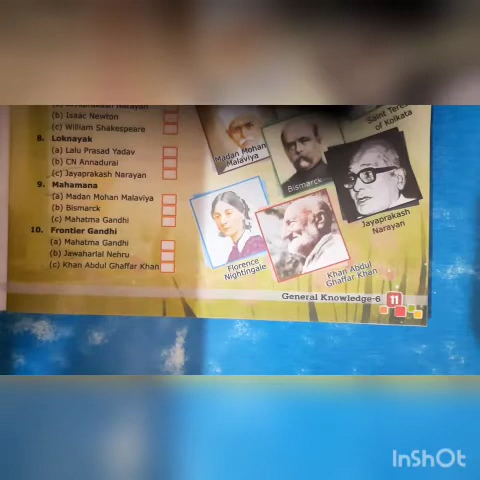 (a) Jayaprakash Narayan
(b) Isaac Newton
(c) William Shakespeare
8. Loknayak
(a) Lalu Prasad Yadav
(b) CN Annadurai
(c) Jayaprakash Narayan
9. Mahamana
(a) Madan Mohan Malaviya
(b) Bismarck
(c) Mahatma Gandhi
10. Frontier Gandhi
(a) Mahatma Gandhi
(b) Jawaharlal Nehru
(c) Khan Abdul Ghaffar Khan
Saint
of Kolkata
Madan Mohan
Malaviya
Bismarck
Jayaprakash
Narayan
Florence
Nightingale
Khan Abdul
Ghaffar Khan
General Knowledge-6 11
InShOt